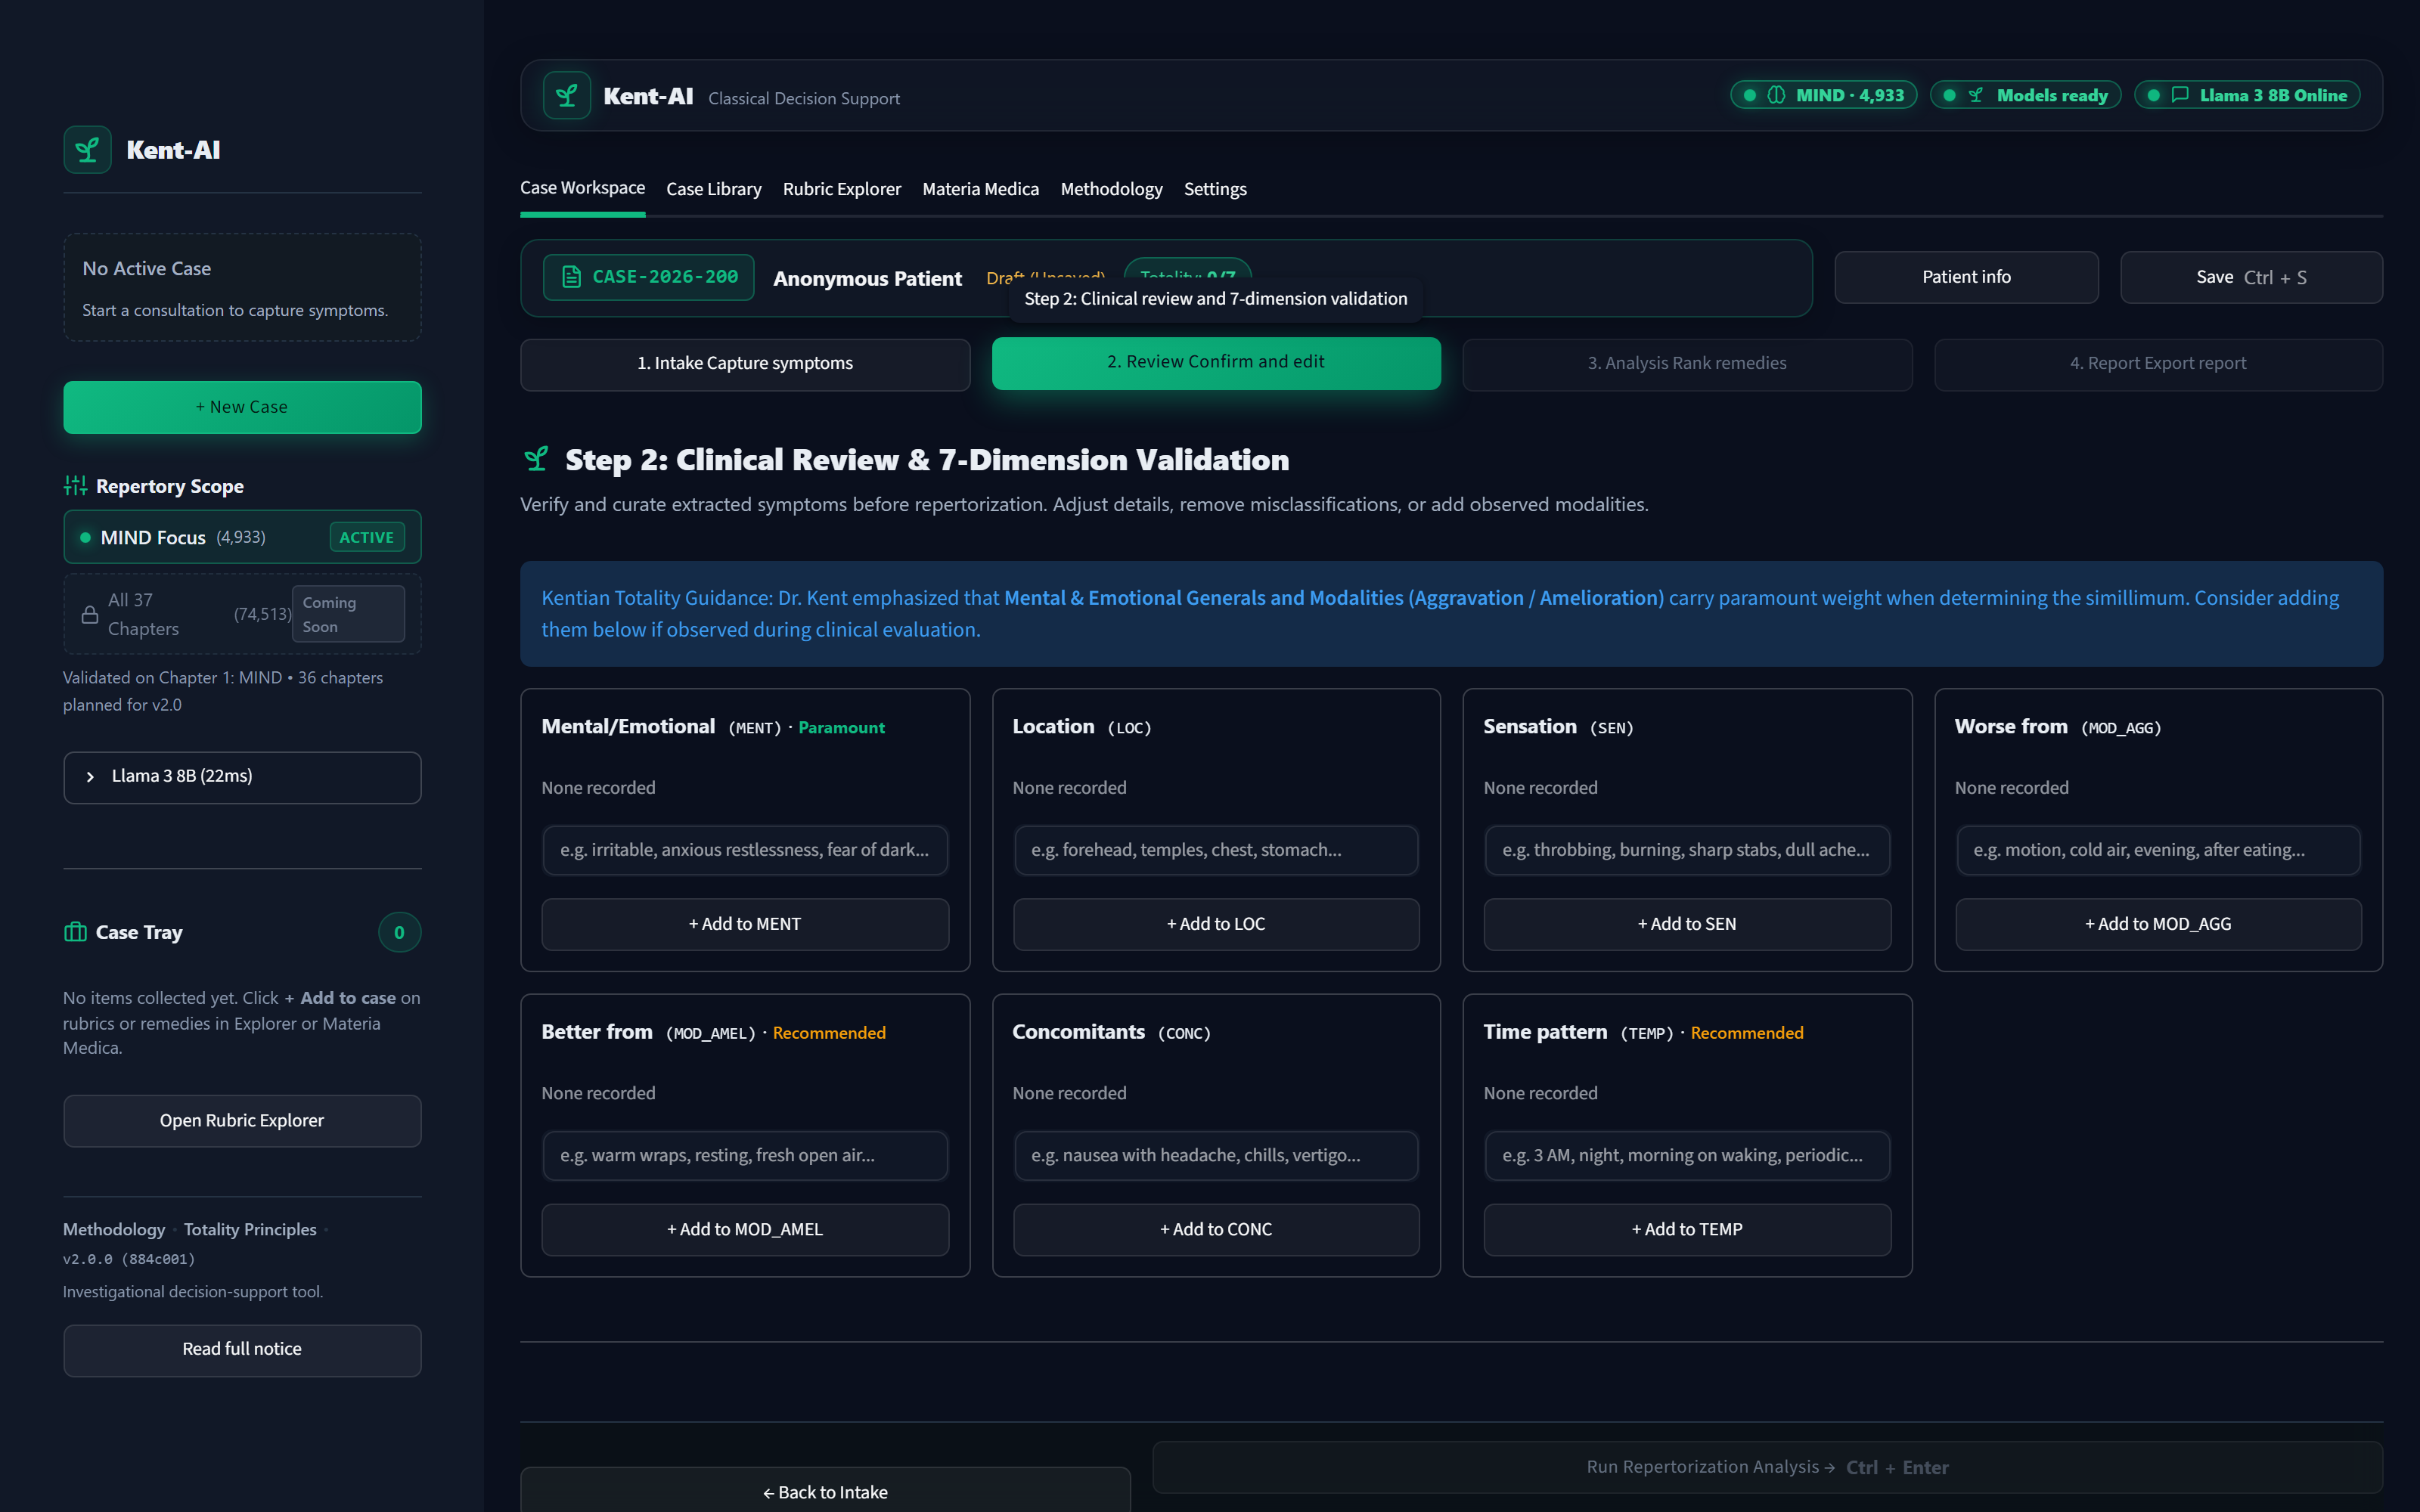 Kent-AI
No Active Case
Start a consultation to capture symptoms.
+ New Case
Repertory Scope
MIND Focus (4,933) ACTIVE
All 37 Chapters (74,513) Coming Soon
Validated on Chapter 1: MIND • 36 chapters
planned for v2.0
Llama 3 8B (22ms)
Case Tray 0
No items collected yet. Click + Add to case on
rubrics or remedies in Explorer or Materia
Medica.
Open Rubric Explorer
Methodology · Totality Principles ·
v2.0.0 (884c001)
Investigational decision-support tool.
Read full notice
Kent-AI Classical Decision Support
MIND · 4,933 Models ready Llama 3 8B Online
Case Workspace Case Library Rubric Explorer Materia Medica Methodology Settings
CASE-2026-200 Anonymous Patient Draft (Unsaved) Totality: 0/7
Patient info Save Ctrl + S
Step 2: Clinical review and 7-dimension validation
1. Intake Capture symptoms 2. Review Confirm and edit 3. Analysis Rank remedies 4. Report Export report
Step 2: Clinical Review & 7-Dimension Validation
Verify and curate extracted symptoms before repertorization. Adjust details, remove misclassifications, or add observed modalities.
Kentian Totality Guidance: Dr. Kent emphasized that Mental & Emotional Generals and Modalities (Aggravation / Amelioration) carry paramount weight when determining the simillimum. Consider adding
them below if observed during clinical evaluation.
Mental/Emotional (MENT) · Paramount
None recorded
e.g. irritable, anxious restlessness, fear of dark...
+ Add to MENT
Location (LOC)
None recorded
e.g. forehead, temples, chest, stomach...
+ Add to LOC
Sensation (SEN)
None recorded
e.g. throbbing, burning, sharp stabs, dull ache...
+ Add to SEN
Worse from (MOD_AGG)
None recorded
e.g. motion, cold air, evening, after eating...
+ Add to MOD_AGG
Better from (MOD_AMEL) · Recommended
None recorded
e.g. warm wraps, resting, fresh open air...
+ Add to MOD_AMEL
Concomitants (CONC)
None recorded
e.g. nausea with headache, chills, vertigo...
+ Add to CONC
Time pattern (TEMP) · Recommended
None recorded
e.g. 3 AM, night, morning on waking, periodic...
+ Add to TEMP
← Back to Intake
Run Repertorization Analysis → Ctrl + Enter